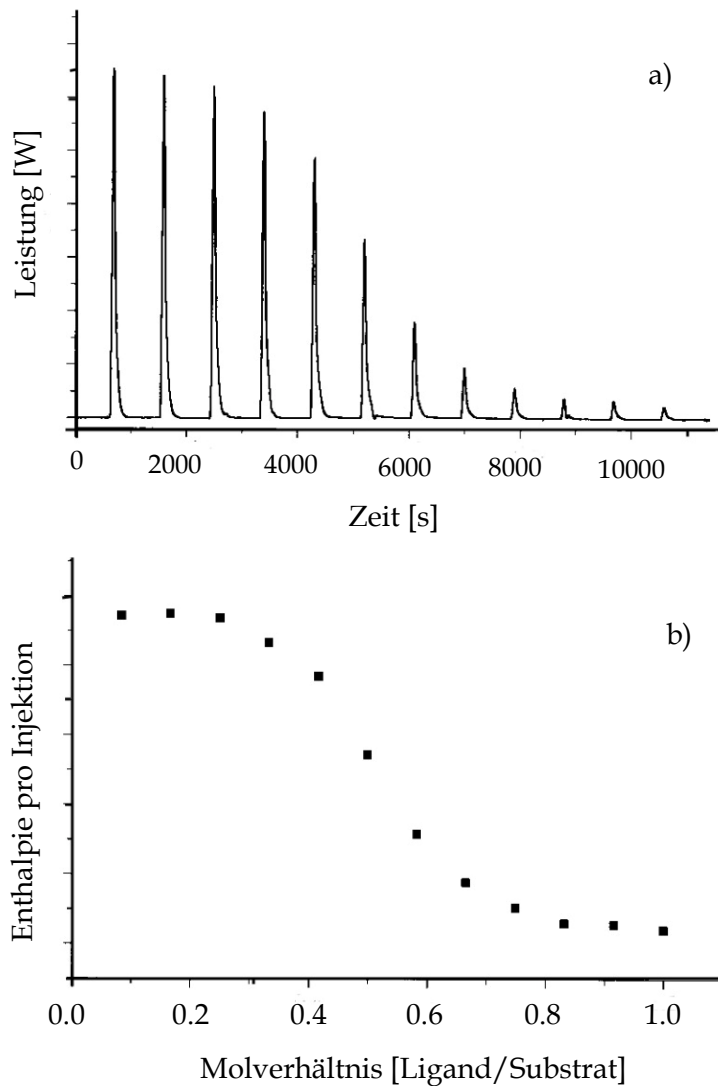 a)
Leistung [W]
0 2000 4000 6000 8000 10000
Zeit [s]
b)
Enthalpie pro Injektion
0.0 0.2 0.4 0.6 0.8 1.0
Molverhältnis [Ligand/Substrat]